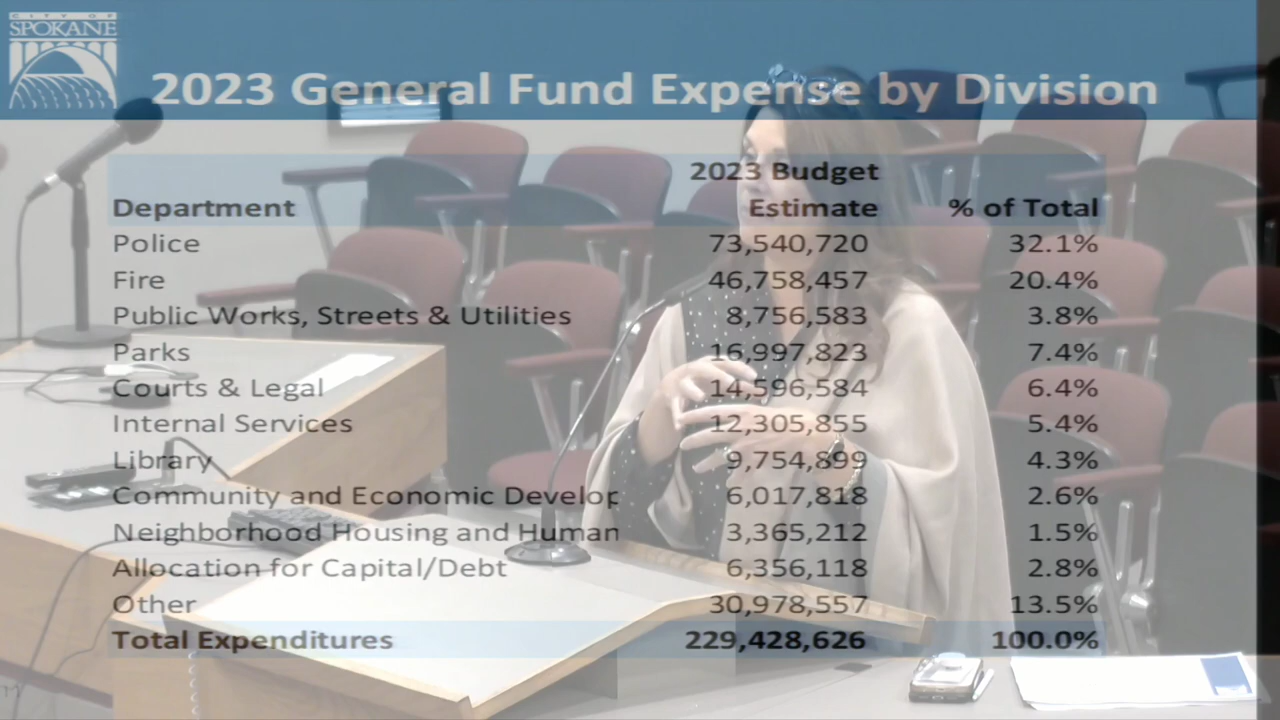 CITY OF
SPOKANE
2023 General Fund Expense by Division
2023 Budget
Department Estimate % of Total
Police 73,540,720 32.1%
Fire 46,758,457 20.4%
Public Works, Streets & Utilities 8,756,583 3.8%
Parks 16,997,823 7.4%
Courts & Legal 14,596,584 6.4%
Internal Services 12,305,855 5.4%
Library 9,754,899 4.3%
Community and Economic Develop 6,017,818 2.6%
Neighborhood Housing and Human 3,365,212 1.5%
Allocation for Capital/Debt 6,356,118 2.8%
Other 30,978,557 13.5%
Total Expenditures 229,428,626 100.0%